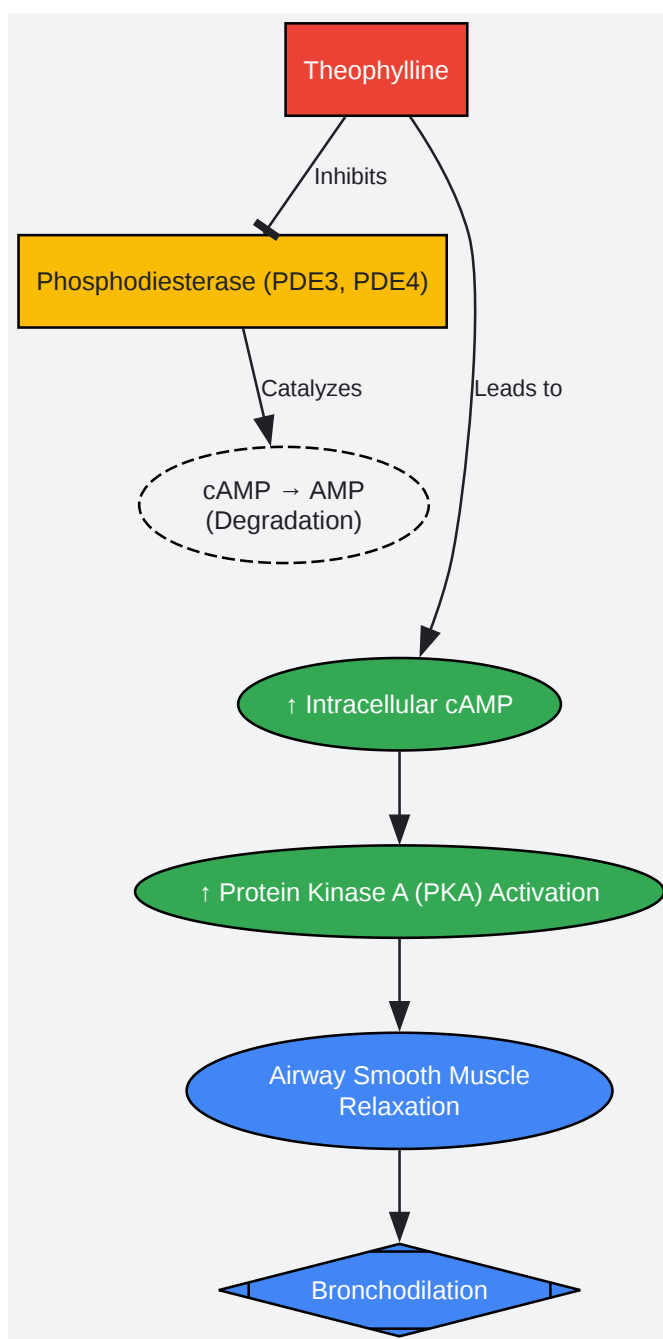 Theophylline
Inhibits
Phosphodiesterase (PDE3, PDE4)
Catalyzes
Leads to
cAMP → AMP
(Degradation)
↑ Intracellular cAMP
↑ Protein Kinase A (PKA) Activation
Airway Smooth Muscle
Relaxation
Bronchodilation